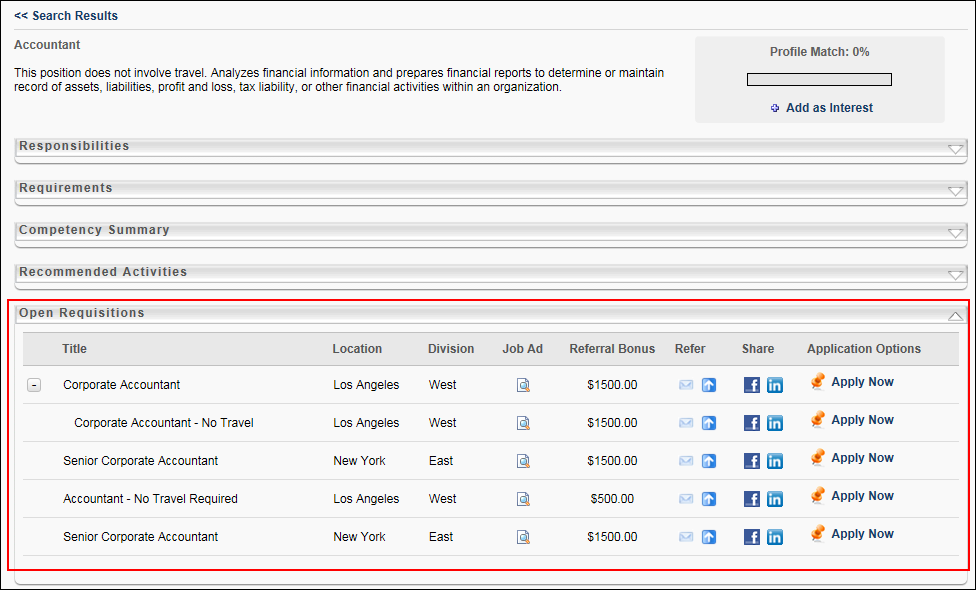 << Search Results
Accountant
This position does not involve travel. Analyzes financial information and prepares financial reports to determine or maintain
record of assets, liabilities, profit and loss, tax liability, or other financial activities within an organization.
Profile Match: 0%
Add as Interest
Responsibilities
Requirements
Competency Summary
Recommended Activities
Open Requisitions
Title Location Division Job Ad Referral Bonus Refer Share Application Options
- Corporate Accountant Los Angeles West $1500.00 f in Apply Now
Corporate Accountant - No Travel Los Angeles West $1500.00 f in Apply Now
Senior Corporate Accountant New York East $1500.00 f in Apply Now
Accountant - No Travel Required Los Angeles West $500.00 f in Apply Now
Senior Corporate Accountant New York East $1500.00 f in Apply Now